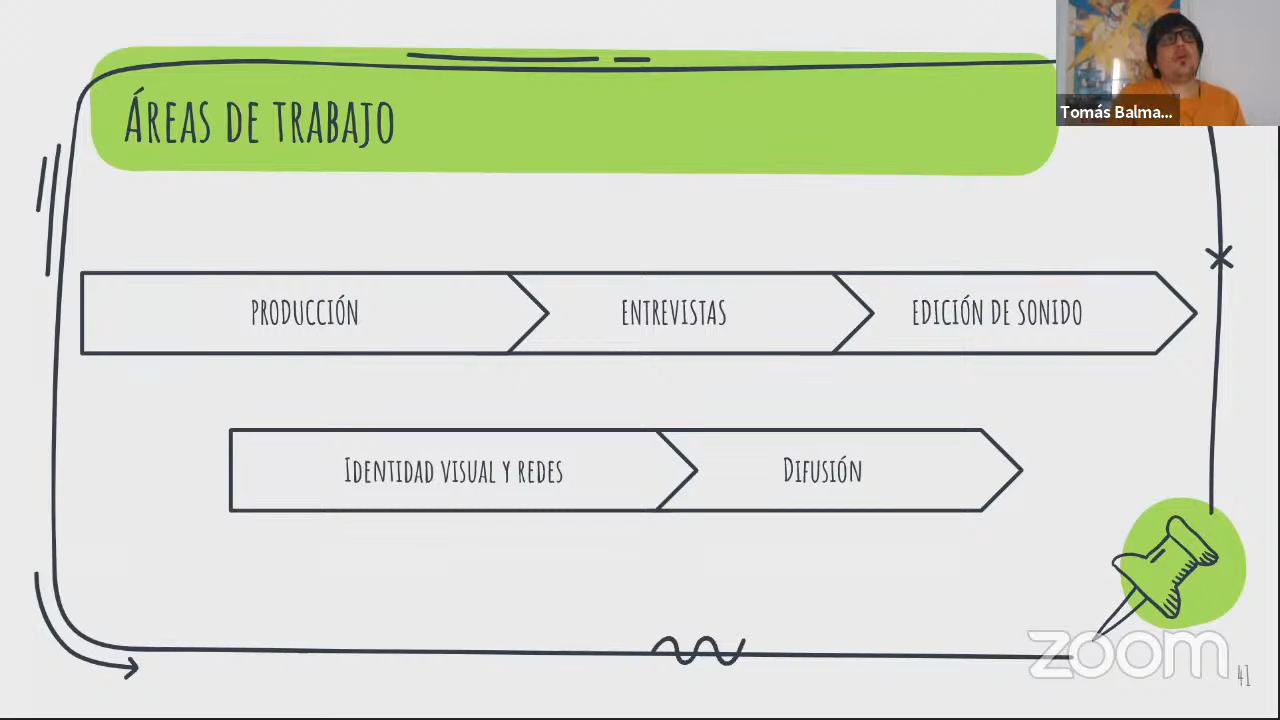 ÁREAS DE TRABAJO
Tomás Balma...
PRODUCCIÓN
ENTREVISTAS
EDICIÓN DE SONIDO
IDENTIDAD VISUAL Y REDES
DIFUSIÓN
zoom
41